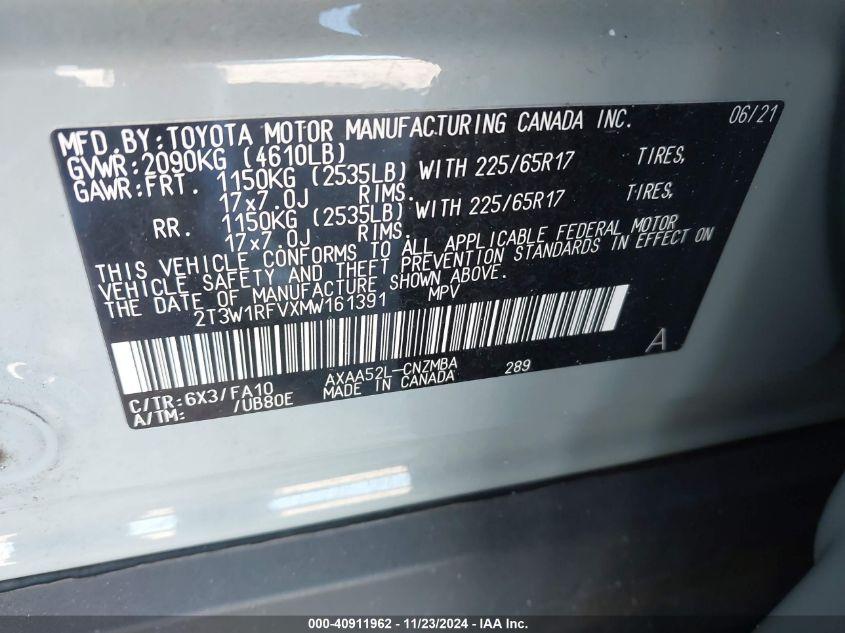 MFD. BY: TOYOTA MOTOR MANUFACTURING CANADA INC. 06/21
GVWR: 2090KG (4610LB)
GAWR: FRT. 1150KG (2535LB) WITH 225/65R17 TIRES,
17x7.0J RIMS.
RR. 1150KG (2535LB) WITH 225/65R17 TIRES,
17x7.0J RIMS.
THIS VEHICLE CONFORMS TO ALL APPLICABLE FEDERAL MOTOR
VEHICLE SAFETY AND THEFT PREVENTION STANDARDS IN EFFECT ON
THE DATE OF MANUFACTURE SHOWN ABOVE.
2T3W1RFVXMW161391 MPV
A
C/TR: 6X3/FA10 AXAA52L-CNZMBA 289
A/TM: /UB80E MADE IN CANADA
000-40911962 - 11/23/2024 - IAA Inc.